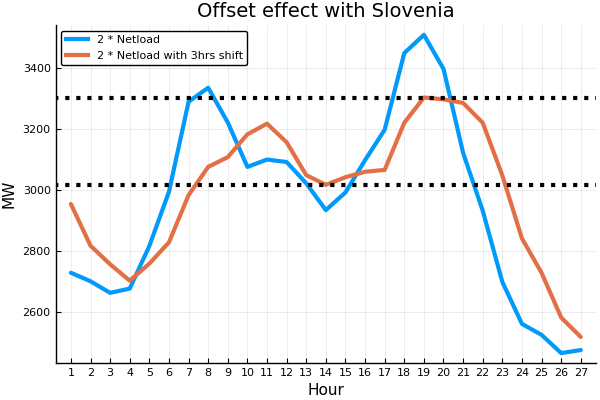 Offset effect with Slovenia
2 * Netload
2 * Netload with 3hrs shift
3400
3200
3000
2800
2600
MW
1 2 3 4 5 6 7 8 9 10 11 12 13 14 15 16 17 18 19 20 21 22 23 24 25 26 27
Hour